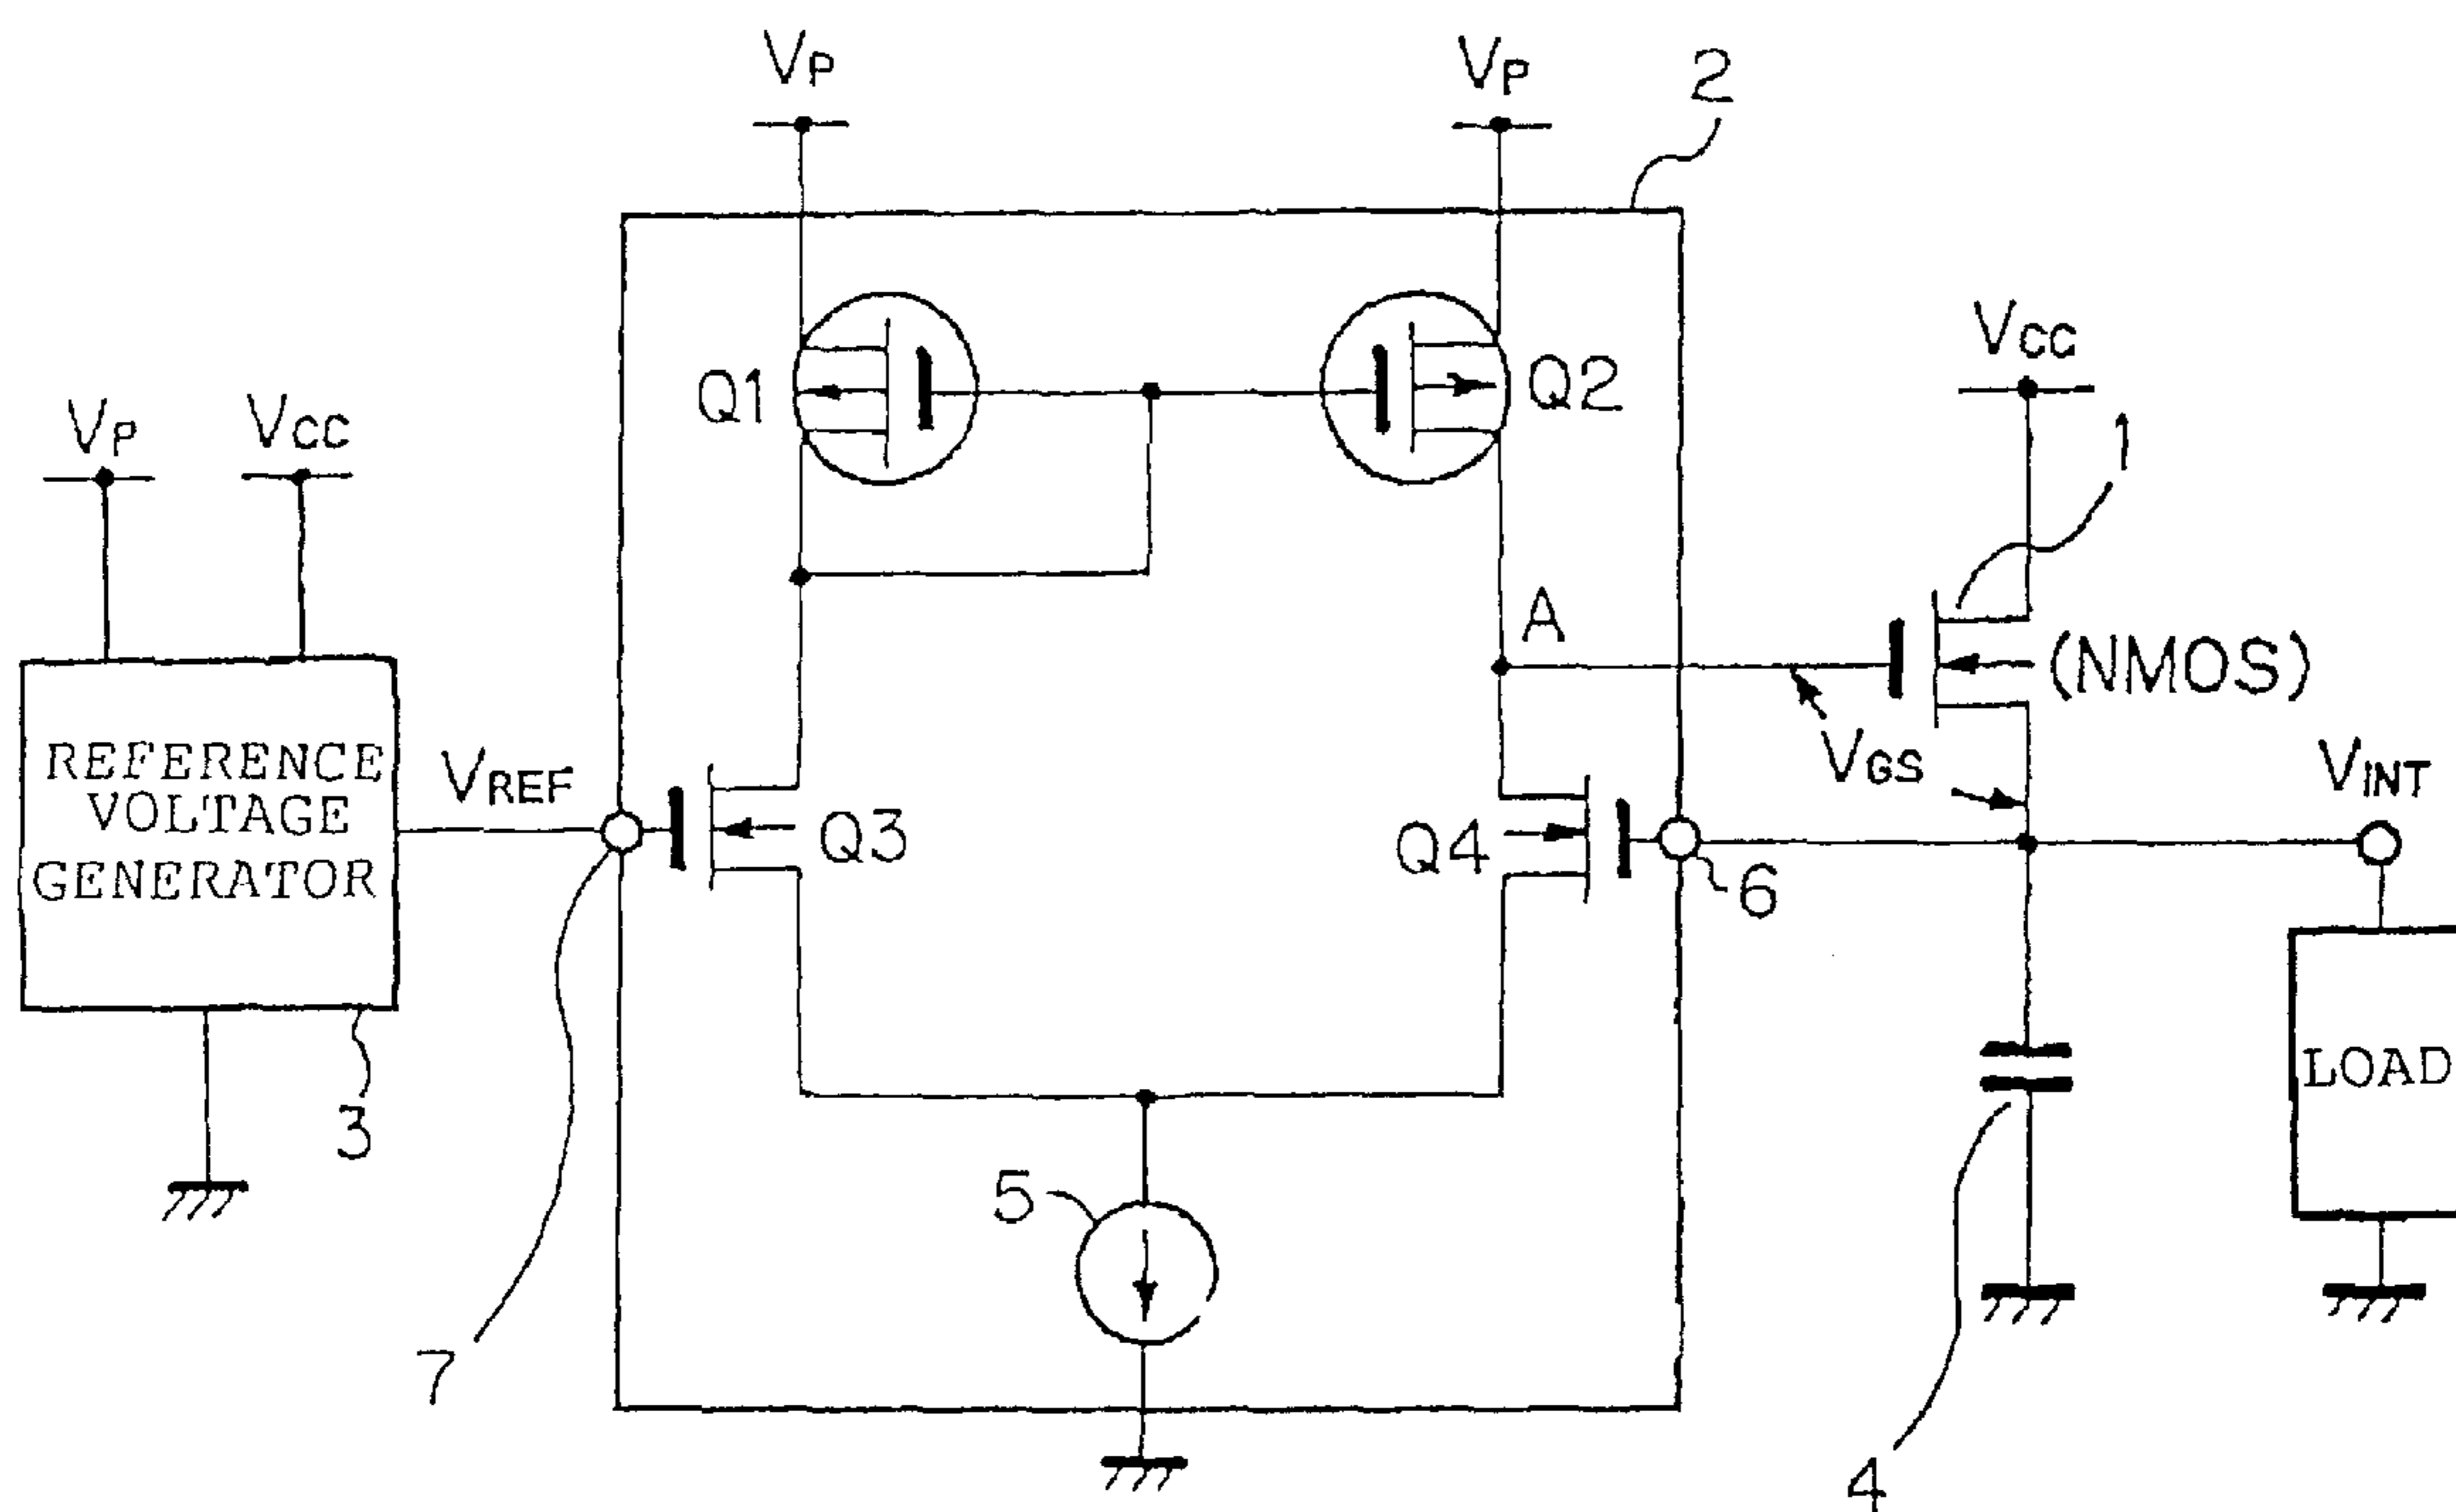 VP
VP
2
VCC
1
Q1
Q2
VP
VCC
A
(NMOS)
REFERENCE
VOLTAGE
GENERATOR
VREF
Q3
Q4
VGS
VINT
6
3
5
LOAD
7
4